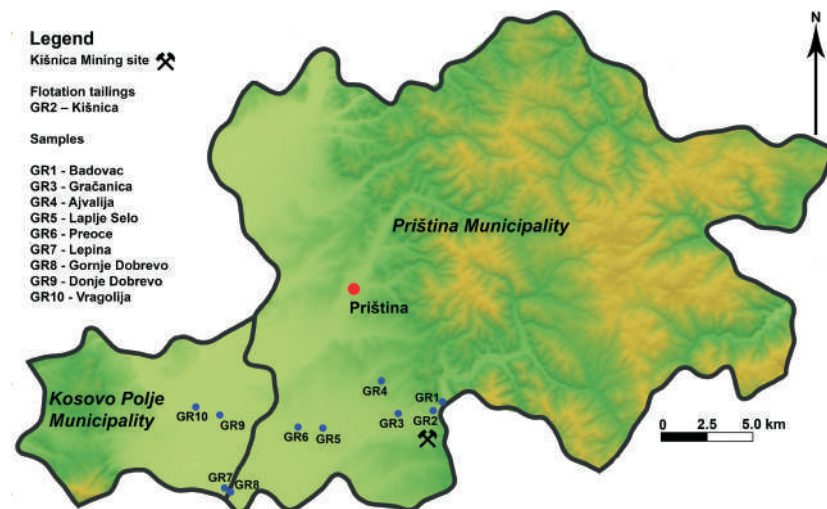 Legend
Kišnica Mining site
Flotation tailings
GR2 – Kišnica
Samples
GR1 - Badovac
GR3 - Gračanica
GR4 - Ajvalija
GR5 - Laplje Selo
GR6 - Preoce
GR7 - Lepina
GR8 - Gornje Dobrevo
GR9 - Donje Dobrevo
GR10 - Vragolija
N
Priština Municipality
Priština
Kosovo Polje
Municipality
GR4
GR1
GR10
GR9
GR3
GR2
GR6
GR5
GR7
GR8
0 2.5 5.0 km